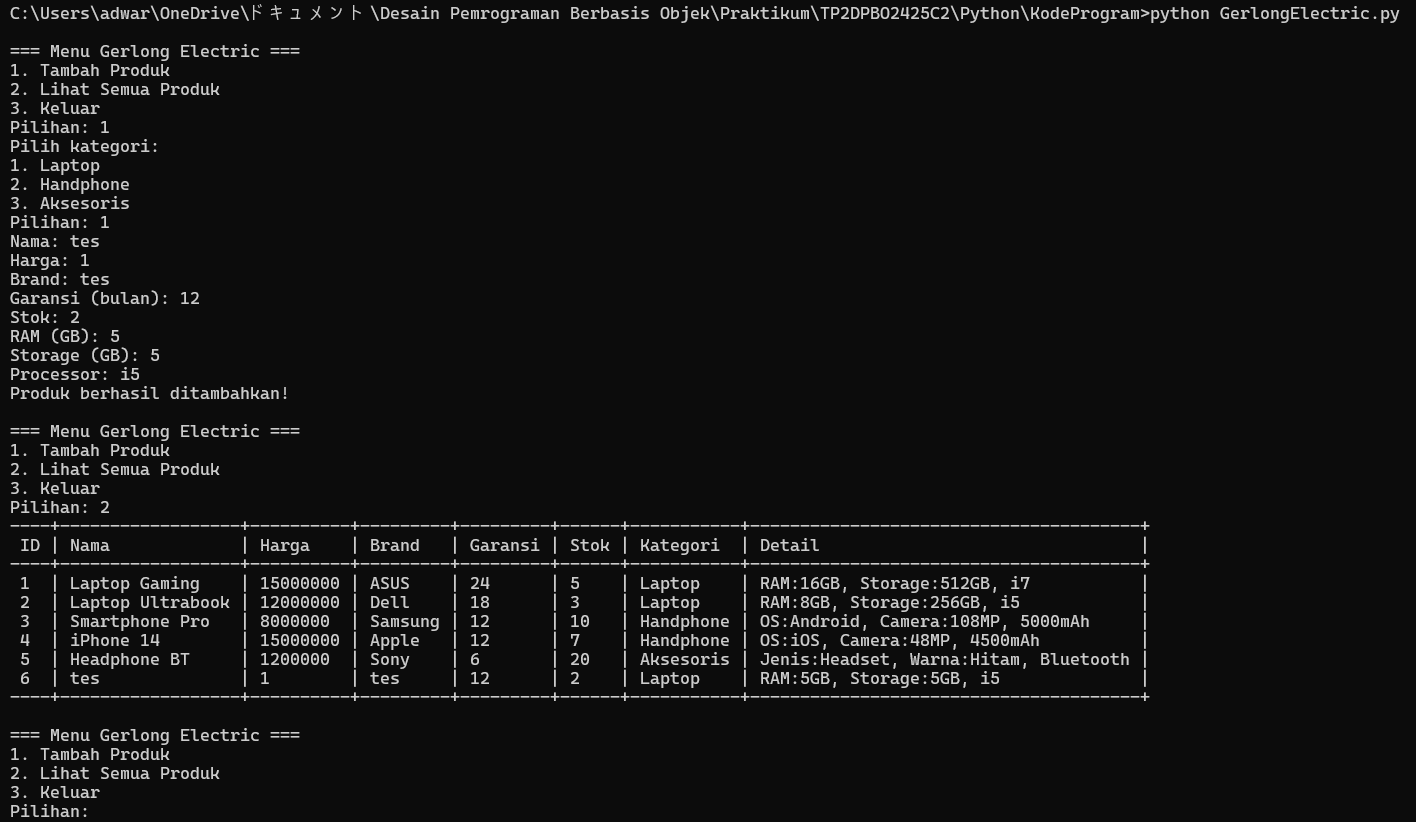 C:\Users\adwar\OneDrive\ドキュメント\Desain Pemrograman Berbasis Objek\Praktikum\TP2DPBO2425C2\Python\KodeProgram>python GerlongElectric.py

=== Menu Gerlong Electric ===
1. Tambah Produk
2. Lihat Semua Produk
3. Keluar
Pilihan: 1
Pilih kategori:
1. Laptop
2. Handphone
3. Aksesoris
Pilihan: 1
Nama: tes
Harga: 1
Brand: tes
Garansi (bulan): 12
Stok: 2
RAM (GB): 5
Storage (GB): 5
Processor: i5
Produk berhasil ditambahkan!

=== Menu Gerlong Electric ===
1. Tambah Produk
2. Lihat Semua Produk
3. Keluar
Pilihan: 2
----+------------------+----------+---------+----------+------+-----------+---------------------------------------+
 ID | Nama             | Harga    | Brand   | Garansi | Stok | Kategori  | Detail                                |
----+------------------+----------+---------+----------+------+-----------+---------------------------------------+
 1  | Laptop Gaming    | 15000000 | ASUS    | 24      | 5    | Laptop    | RAM:16GB, Storage:512GB, i7           |
 2  | Laptop Ultrabook | 12000000 | Dell    | 18      | 3    | Laptop    | RAM:8GB, Storage:256GB, i5            |
 3  | Smartphone Pro   | 8000000  | Samsung | 12      | 10   | Handphone | OS:Android, Camera:108MP, 5000mAh     |
 4  | iPhone 14        | 15000000 | Apple   | 12      | 7    | Handphone | OS:iOS, Camera:48MP, 4500mAh          |
 5  | Headphone BT     | 1200000  | Sony    | 6       | 20   | Aksesoris | Jenis:Headset, Warna:Hitam, Bluetooth |
 6  | tes              | 1        | tes     | 12      | 2    | Laptop    | RAM:5GB, Storage:5GB, i5              |
----+------------------+----------+---------+----------+------+-----------+---------------------------------------+

=== Menu Gerlong Electric ===
1. Tambah Produk
2. Lihat Semua Produk
3. Keluar
Pilihan: